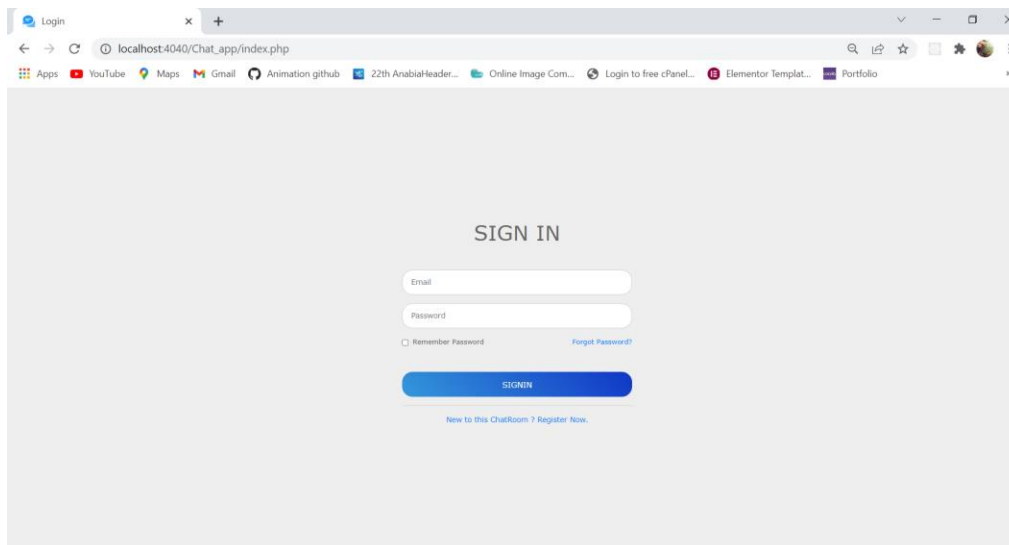 Login
localhost:4040/Chat_app/index.php
Apps YouTube Maps Gmail Animation github 22th AnabiaHeader... Online Image Com... Login to free cPanel... Elementor Templat... Portfolio
SIGN IN
Email
Password
Remember Password Forgot Password?
SIGNIN
New to this ChatRoom ? Register Now.